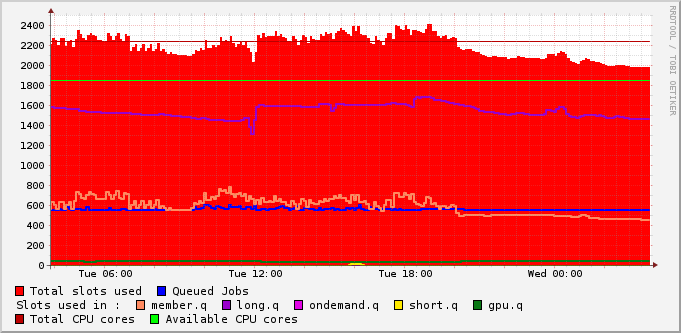 2400
2200
2000
1800
1600
1400
1200
1000
800
600
400
200
0
Tue 06:00 Tue 12:00 Tue 18:00 Wed 00:00
Total slots used Queued Jobs
Slots used in : member.q long.q ondemand.q short.q gpu.q
Total CPU cores Available CPU cores
RRDTOOL / TOBI OETIKER